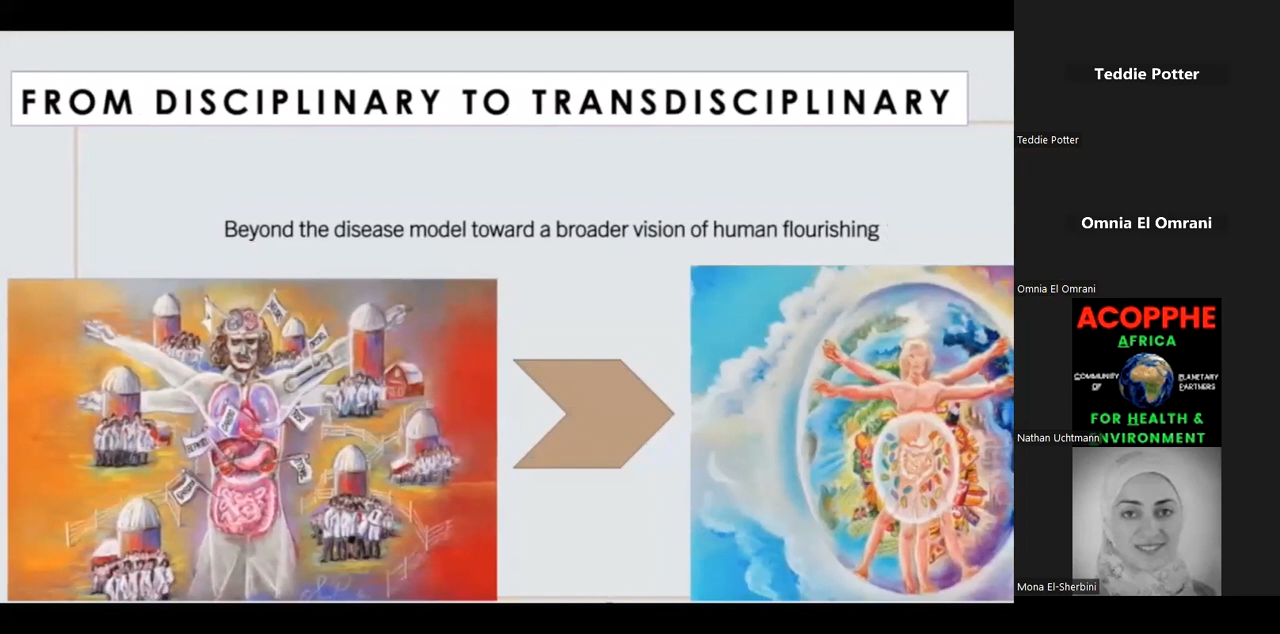 FROM DISCIPLINARY TO TRANSDISCIPLINARY
Beyond the disease model toward a broader vision of human flourishing
Teddie Potter
Teddie Potter
Omnia El Omrani
Omnia El Omrani
ACOPPHE
AFRICA
COMMUNITY OF
PLANETARY PARTNERS
FOR HEALTH &
NVIRONMENT
Nathan Uchtmann
Mona El-Sherbini